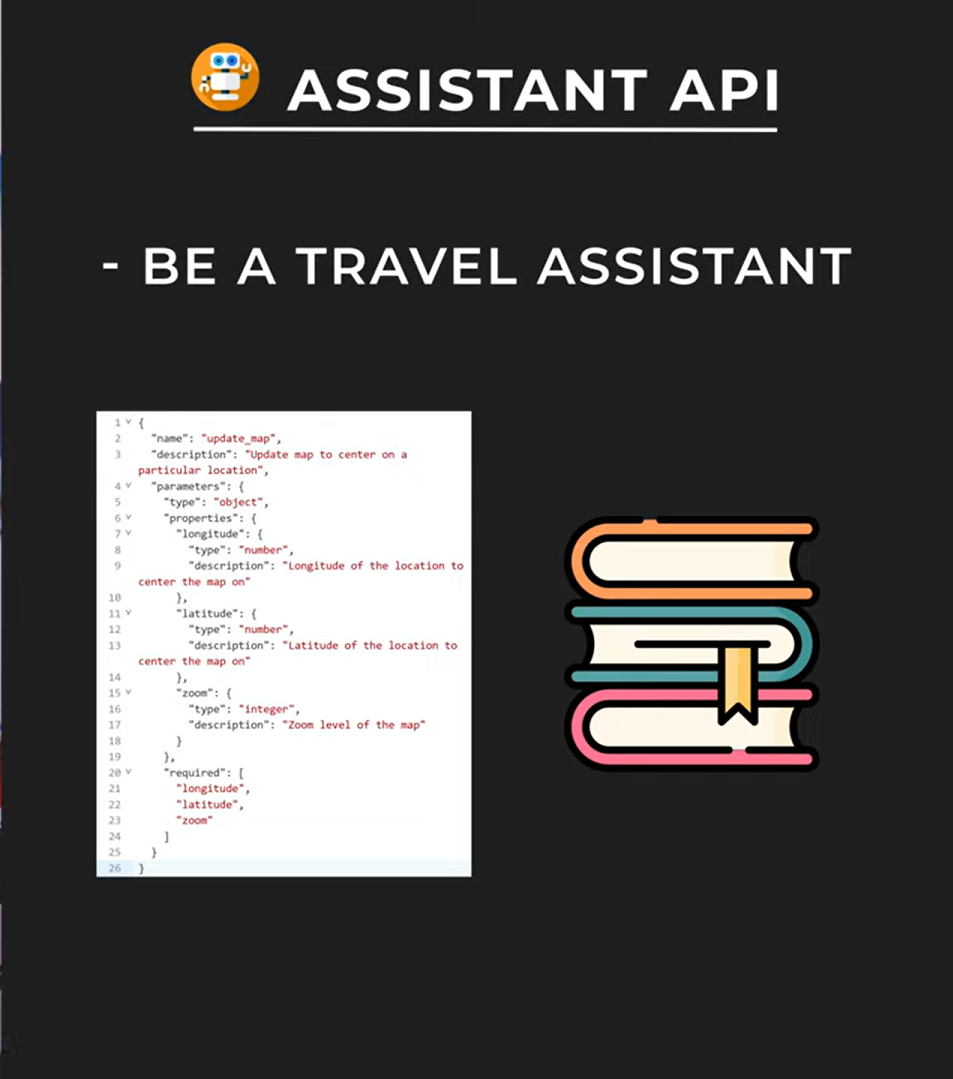 ASSISTANT API
- BE A TRAVEL ASSISTANT
1 {
2 "name": "update_map",
3 "description": "Update map to center on a
particular location",
4 "parameters": {
5 "type": "object",
6 "properties": {
7 "longitude": {
8 "type": "number",
9 "description": "Longitude of the location to
center the map on"
10 },
11 "latitude": {
12 "type": "number",
13 "description": "Latitude of the location to
center the map on"
14 },
15 "zoom": {
16 "type": "integer",
17 "description": "Zoom level of the map"
18 }
19 },
20 "required": [
21 "longitude",
22 "latitude",
23 "zoom"
24 ]
25 }
26 }